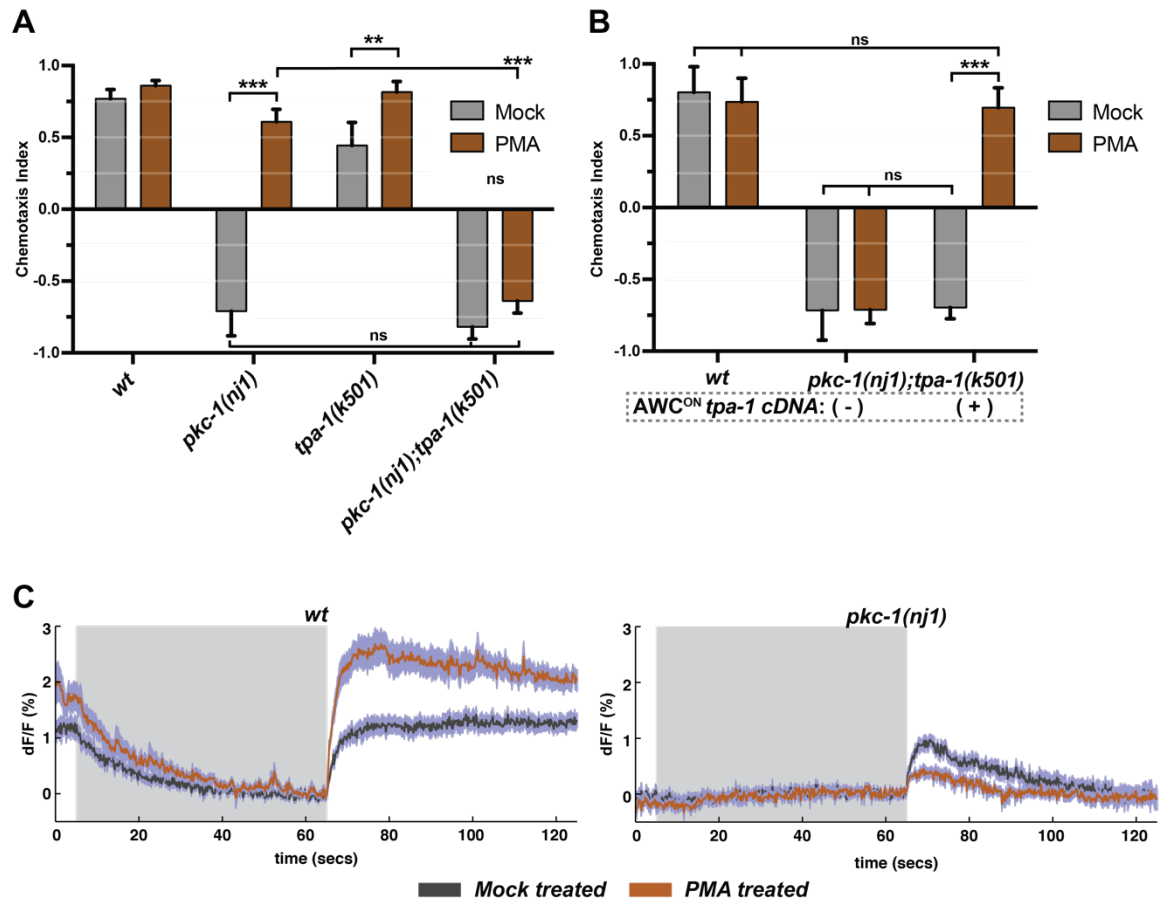 A
**
***
***
1.0
0.5
0.0
-0.5
-1.0
Chemotaxis Index
Mock
PMA
ns
ns
wt
pkc-1(nj1)
tpa-1(k501)
pkc-1(nj1);tpa-1(k501)
B
ns
***
1.0
0.5
0.0
-0.5
-1.0
Chemotaxis Index
Mock
PMA
ns
wt
pkc-1(nj1);tpa-1(k501)
AWCᴼᴺ tpa-1 cDNA: ( - ) ( + )
C
wt
3
2
1
0
dF/F (%)
0 20 40 60 80 100 120
time (secs)
pkc-1(nj1)
3
2
1
0
dF/F (%)
0 20 40 60 80 100 120
time (secs)
Mock treated PMA treated